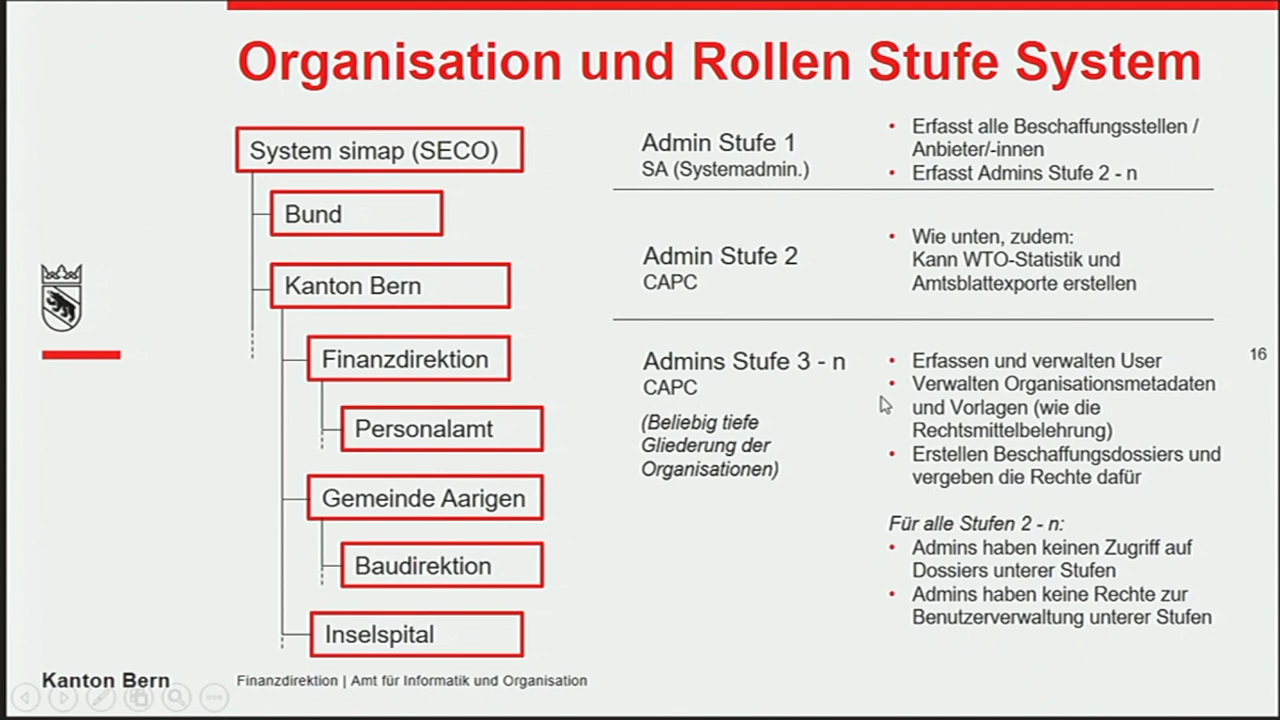 Organisation und Rollen Stufe System
System simap (SECO)
Bund
Kanton Bern
Finanzdirektion
Personalamt
Gemeinde Aarigen
Baudirektion
Inselspital
Admin Stufe 1
SA (Systemadmin.)
• Erfasst alle Beschaffungsstellen /
Anbieter/-innen
• Erfasst Admins Stufe 2 - n
Admin Stufe 2
CAPC
• Wie unten, zudem:
Kann WTO-Statistik und
Amtsblattexporte erstellen
Admins Stufe 3 - n
CAPC
(Beliebig tiefe
Gliederung der
Organisationen)
• Erfassen und verwalten User
• Verwalten Organisationsmetadaten
und Vorlagen (wie die
Rechtsmittelbelehrung)
• Erstellen Beschaffungsdossiers und
vergeben die Rechte dafür
Für alle Stufen 2 - n:
• Admins haben keinen Zugriff auf
Dossiers unterer Stufen
• Admins haben keine Rechte zur
Benutzerverwaltung unterer Stufen
16
Kanton Bern
Finanzdirektion | Amt für Informatik und Organisation